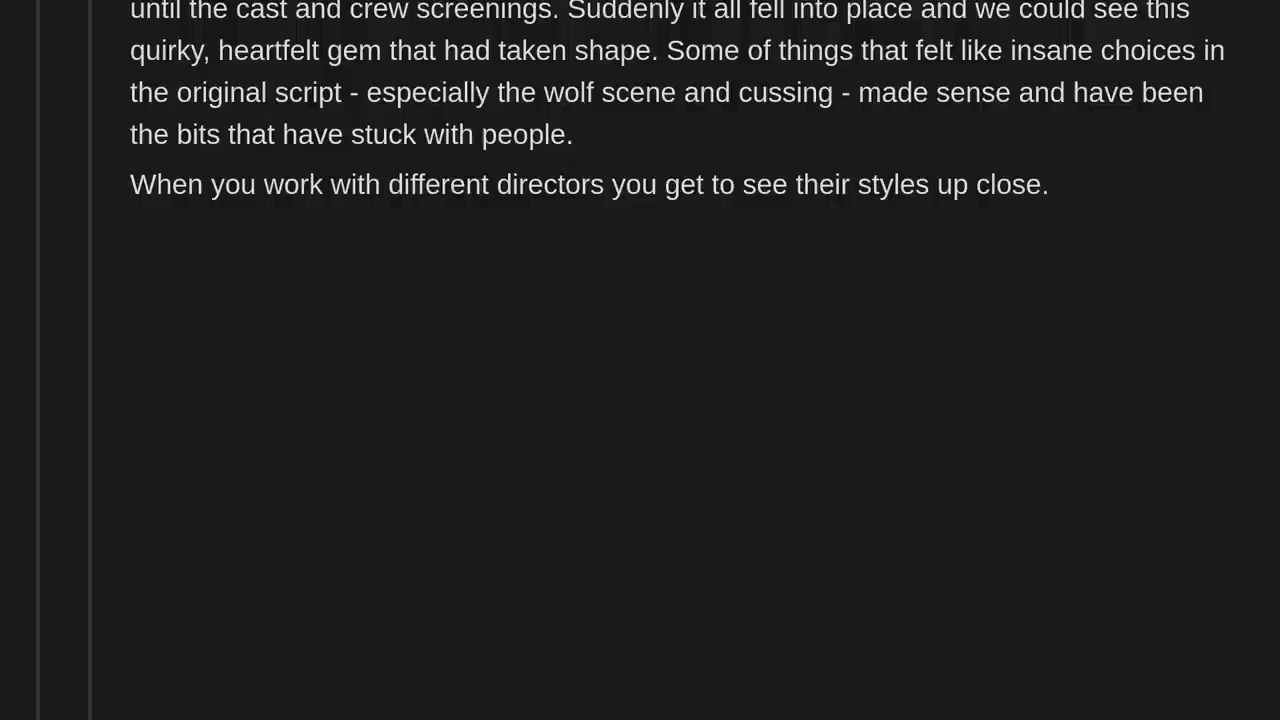 until the cast and crew screenings. Suddenly it all fell into place and we could see this
quirky, heartfelt gem that had taken shape. Some of things that felt like insane choices in
the original script - especially the wolf scene and cussing - made sense and have been
the bits that have stuck with people.
When you work with different directors you get to see their styles up close.